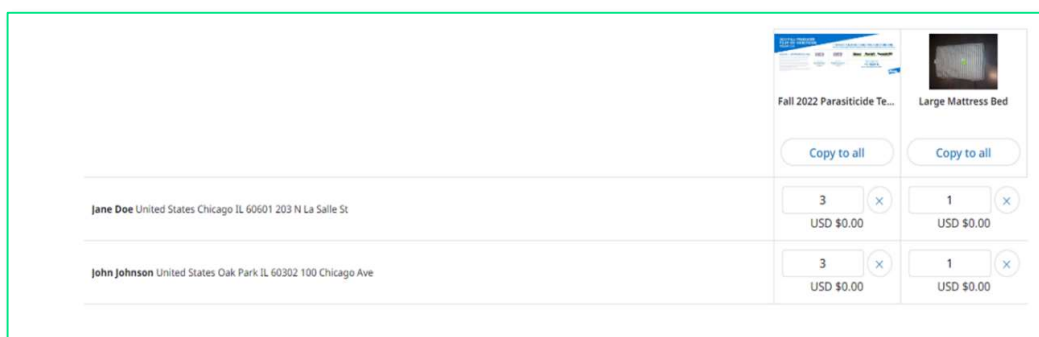 Fall 2022 Parasiticide Te...
Large Mattress Bed
Copy to all
Copy to all
Jane Doe United States Chicago IL 60601 203 N La Salle St
3
×
1
×
USD $0.00
USD $0.00
John Johnson United States Oak Park IL 60302 100 Chicago Ave
3
×
1
×
USD $0.00
USD $0.00